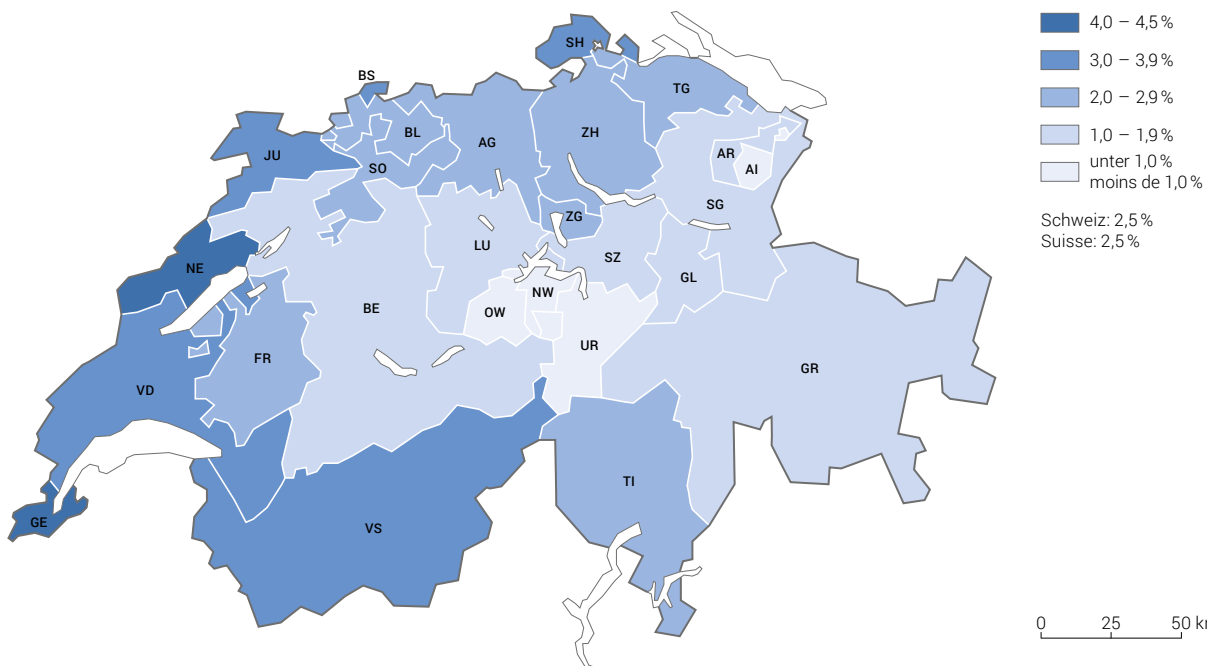 SH
BS
TG
BL
ZH
AG
JU
AR
SO
AI
SG
ZG
LU
SZ
NE
GL
NW
BE
OW
UR
FR
GR
VD
TI
GE
VS
4,0 – 4,5 %
3,0 – 3,9 %
2,0 – 2,9 %
1,0 – 1,9 %
unter 1,0 %
moins de 1,0 %
Schweiz: 2,5 %
Suisse: 2,5 %
0 25 50 km